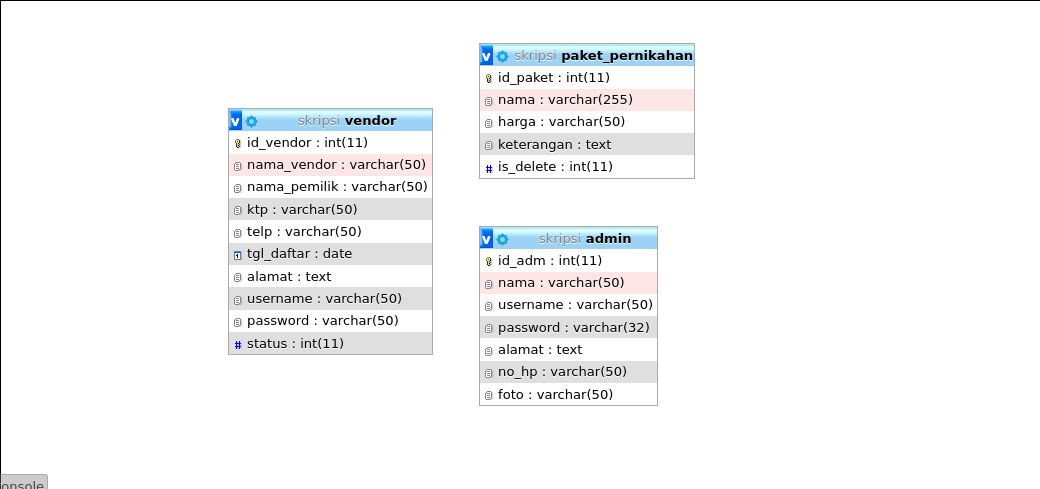 v skripsi vendor
id_vendor : int(11)
nama_vendor : varchar(50)
nama_pemilik : varchar(50)
ktp : varchar(50)
telp : varchar(50)
tgl_daftar : date
alamat : text
username : varchar(50)
password : varchar(50)
# status : int(11)
v skripsi paket_pernikahan
id_paket : int(11)
nama : varchar(255)
harga : varchar(50)
keterangan : text
# is_delete : int(11)
v skripsi admin
id_adm : int(11)
nama : varchar(50)
username : varchar(50)
password : varchar(32)
alamat : text
no_hp : varchar(50)
foto : varchar(50)
onsole